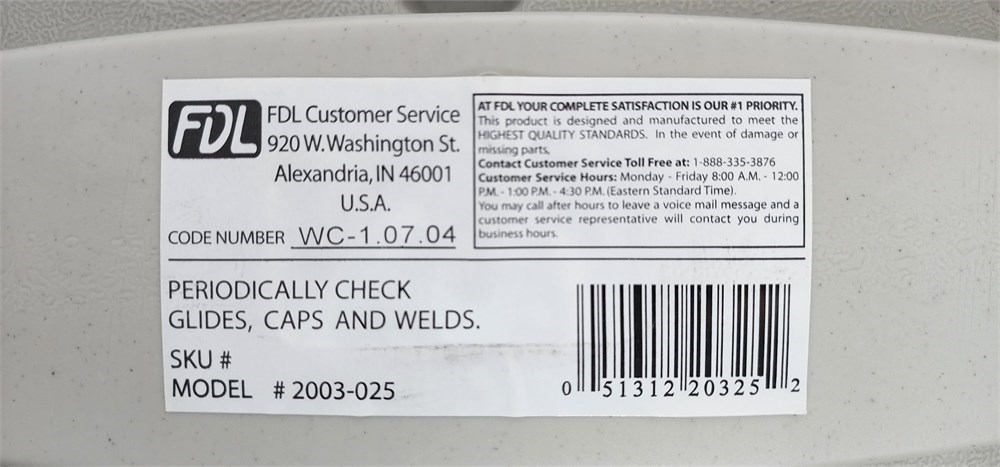 FDL
FDL Customer Service
920 W. Washington St.
Alexandria, IN 46001
U.S.A.
CODE NUMBER WC-1.07.04
AT FDL YOUR COMPLETE SATISFACTION IS OUR #1 PRIORITY.
This product is designed and manufactured to meet the
HIGHEST QUALITY STANDARDS. In the event of damage or
missing parts,
Contact Customer Service Toll Free at: 1-888-335-3876
Customer Service Hours: Monday - Friday 8:00 A.M. - 12:00
P.M. - 1:00 P.M. - 4:30 P.M. (Eastern Standard Time).
You may call after hours to leave a voice mail message and a
customer service representative will contact you during
business hours.
PERIODICALLY CHECK
GLIDES, CAPS AND WELDS.
SKU #
MODEL # 2003-025
0 51312 20325 2